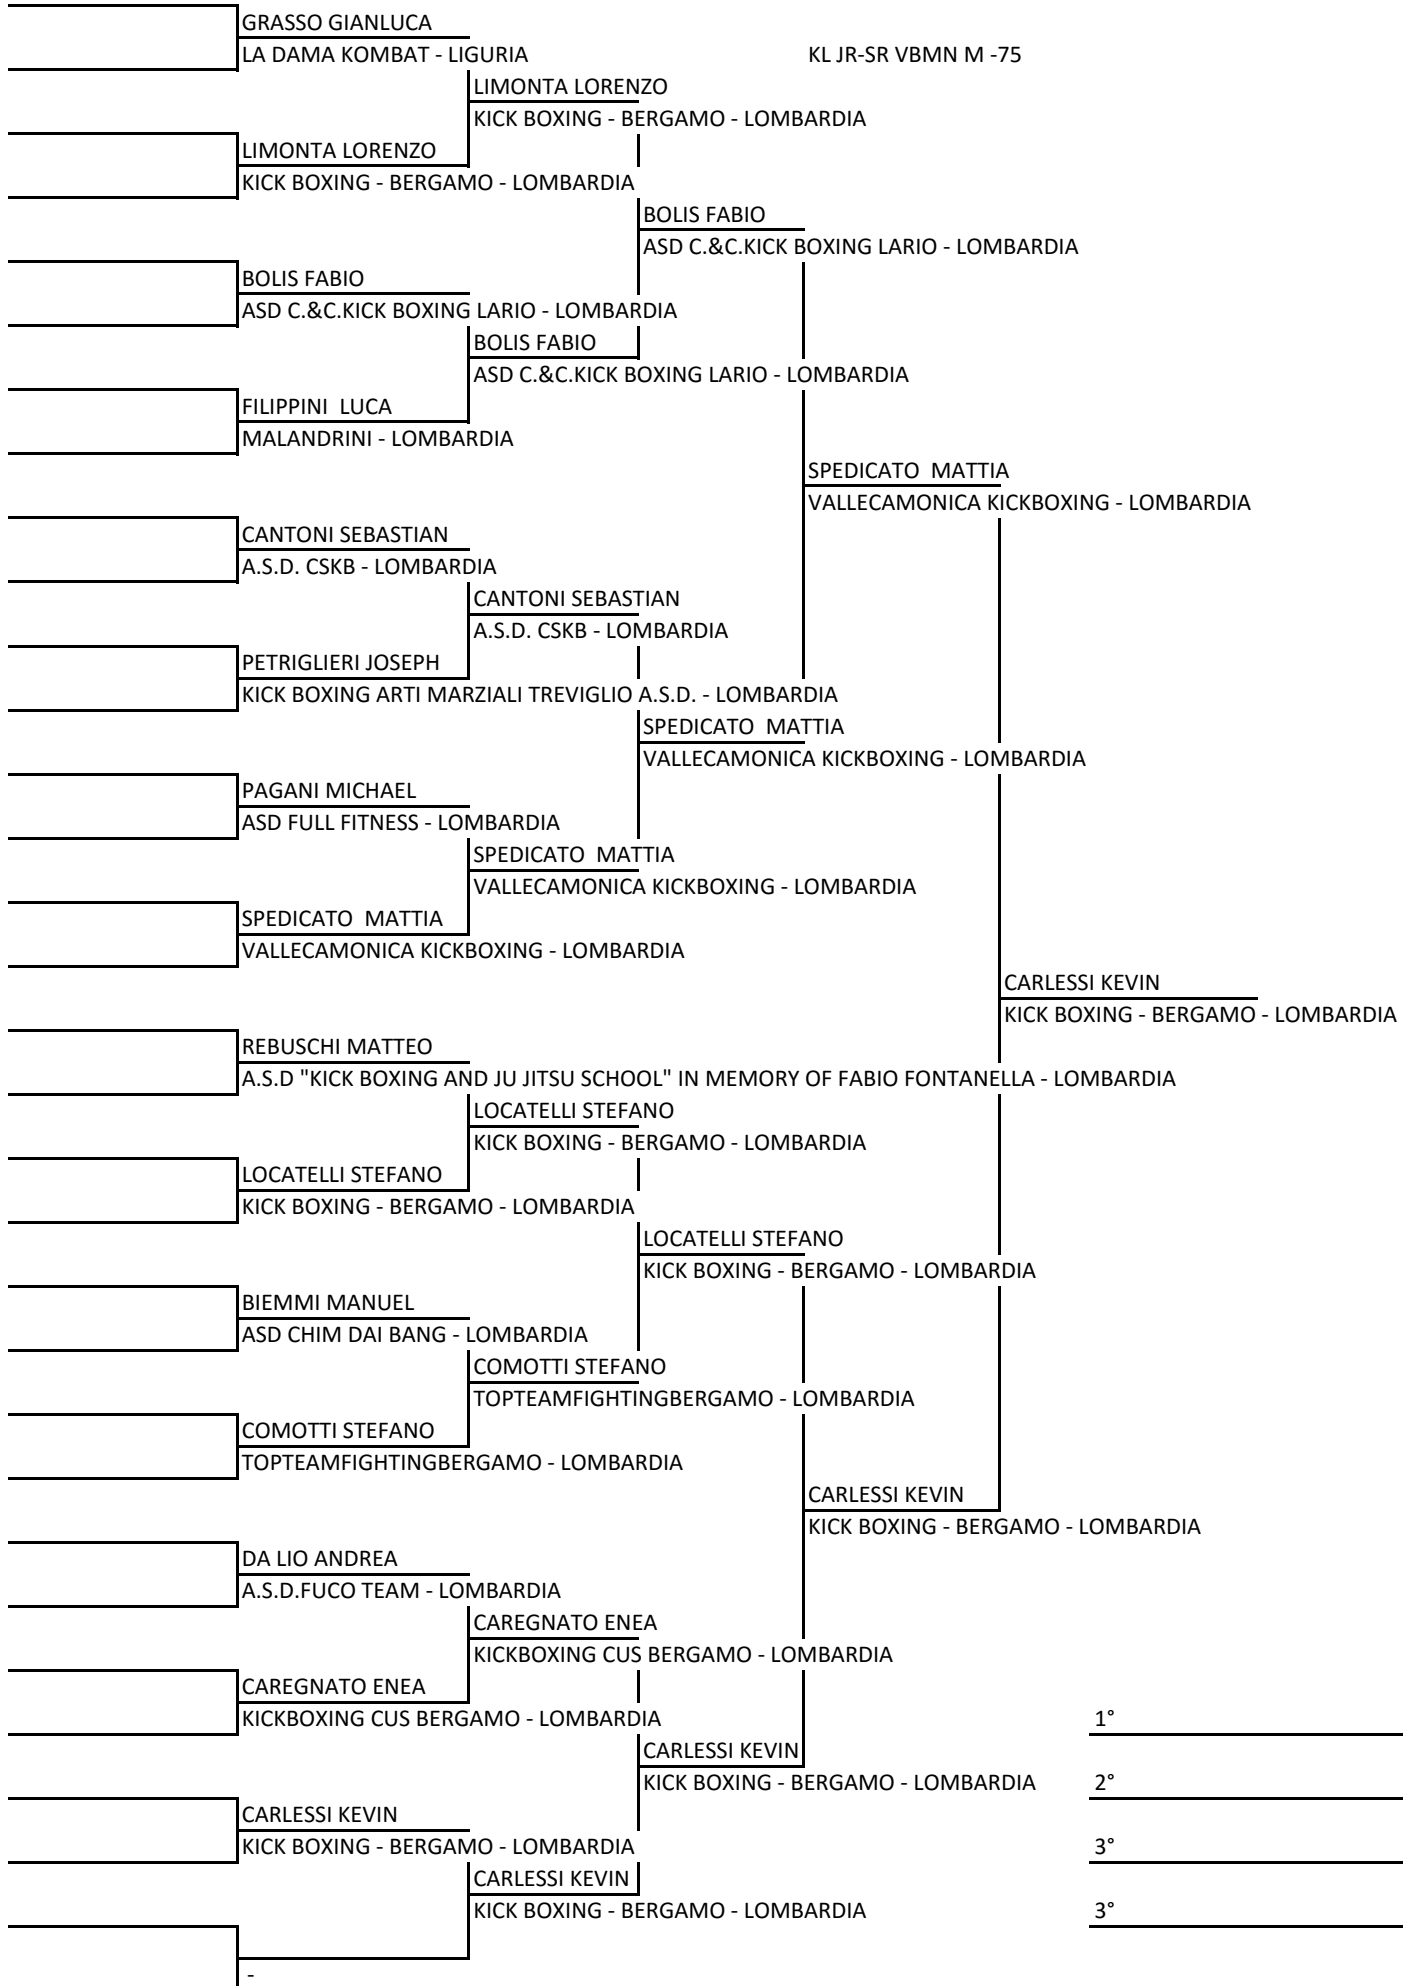 GRASSO GIANLUCA
LA DAMA KOMBAT - LIGURIA
KL JR-SR VBMN M -75
LIMONTA LORENZO
KICK BOXING - BERGAMO - LOMBARDIA
LIMONTA LORENZO
KICK BOXING - BERGAMO - LOMBARDIA
BOLIS FABIO
ASD C.&C.KICK BOXING LARIO - LOMBARDIA
BOLIS FABIO
ASD C.&C.KICK BOXING LARIO - LOMBARDIA
BOLIS FABIO
ASD C.&C.KICK BOXING LARIO - LOMBARDIA
FILIPPINI  LUCA
MALANDRINI - LOMBARDIA
SPEDICATO  MATTIA
VALLECAMONICA KICKBOXING - LOMBARDIA
CANTONI SEBASTIAN
A.S.D. CSKB - LOMBARDIA
CANTONI SEBASTIAN
A.S.D. CSKB - LOMBARDIA
PETRIGLIERI JOSEPH
KICK BOXING ARTI MARZIALI TREVIGLIO A.S.D. - LOMBARDIA
SPEDICATO  MATTIA
VALLECAMONICA KICKBOXING - LOMBARDIA
PAGANI MICHAEL
ASD FULL FITNESS - LOMBARDIA
SPEDICATO  MATTIA
VALLECAMONICA KICKBOXING - LOMBARDIA
SPEDICATO  MATTIA
VALLECAMONICA KICKBOXING - LOMBARDIA
CARLESSI KEVIN
KICK BOXING - BERGAMO - LOMBARDIA
REBUSCHI MATTEO
A.S.D "KICK BOXING AND JU JITSU SCHOOL" IN MEMORY OF FABIO FONTANELLA - LOMBARDIA
LOCATELLI STEFANO
KICK BOXING - BERGAMO - LOMBARDIA
LOCATELLI STEFANO
KICK BOXING - BERGAMO - LOMBARDIA
LOCATELLI STEFANO
KICK BOXING - BERGAMO - LOMBARDIA
BIEMMI MANUEL
ASD CHIM DAI BANG - LOMBARDIA
COMOTTI STEFANO
TOPTEAMFIGHTINGBERGAMO - LOMBARDIA
COMOTTI STEFANO
TOPTEAMFIGHTINGBERGAMO - LOMBARDIA
CARLESSI KEVIN
KICK BOXING - BERGAMO - LOMBARDIA
DA LIO ANDREA
A.S.D.FUCO TEAM - LOMBARDIA
CAREGNATO ENEA
KICKBOXING CUS BERGAMO - LOMBARDIA
CAREGNATO ENEA
KICKBOXING CUS BERGAMO - LOMBARDIA
1°
CARLESSI KEVIN
KICK BOXING - BERGAMO - LOMBARDIA
2°
CARLESSI KEVIN
KICK BOXING - BERGAMO - LOMBARDIA
3°
CARLESSI KEVIN
KICK BOXING - BERGAMO - LOMBARDIA
3°
-